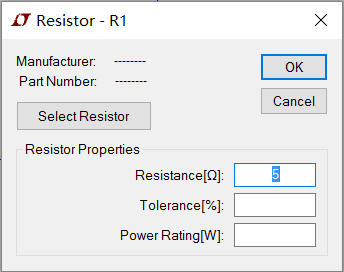 Resistor - R1
Manufacturer: --------
Part Number: --------
OK
Cancel
Select Resistor
Resistor Properties
Resistance[Ω]: 5
Tolerance[%]:
Power Rating[W]: